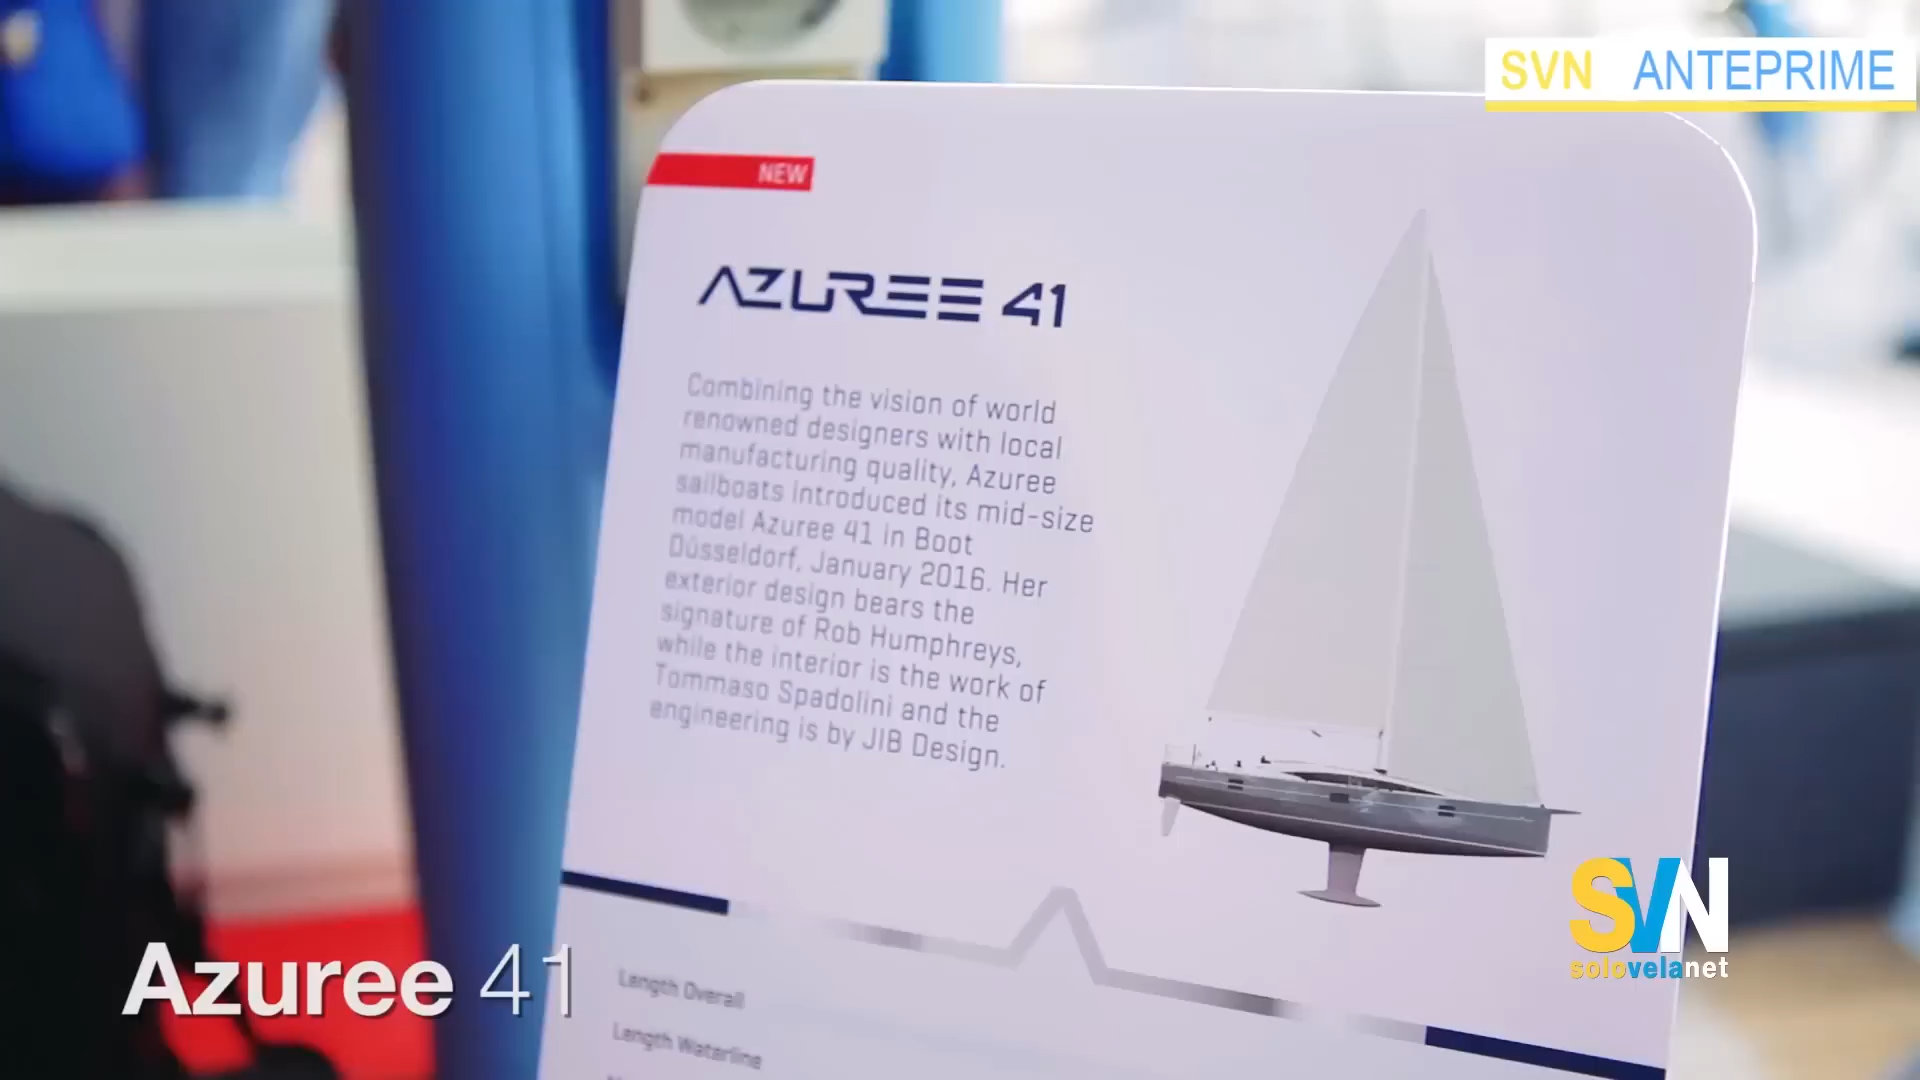 SVN ANTEPRIME
NEW
AZUREE 41
Combining the vision of world
renowned designers with local
manufacturing quality, Azuree
sailboats introduced its mid-size
model Azuree 41 in Boot
Düsseldorf, January 2016. Her
exterior design bears the
signature of Rob Humphreys,
while the interior is the work of
Tommaso Spadolini and the
engineering is by JIB Design.
Length Overall
Length Waterline
Azuree 41
SVN
solovelanet